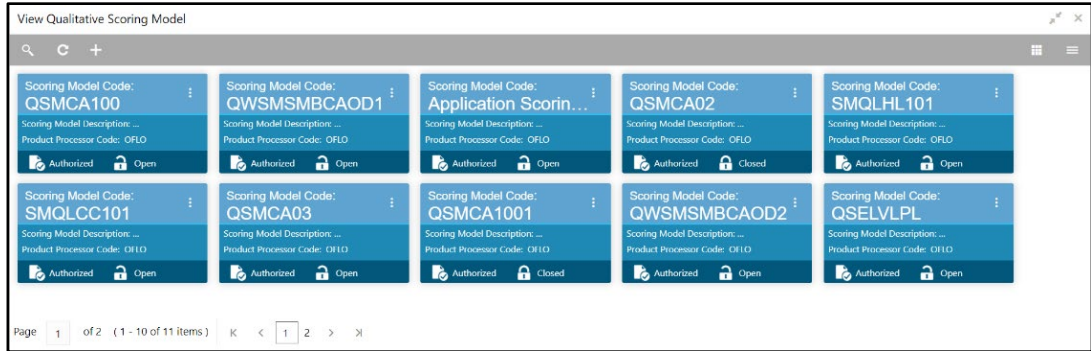 View Qualitative Scoring Model
Scoring Model Code:
QSMCA100
Scoring Model Description: ...
Product Processor Code: OFLO
Authorized Open
Scoring Model Code:
QWSMSMBCAOD1
Scoring Model Description: ...
Product Processor Code: OFLO
Authorized Open
Scoring Model Code:
Application Scorin...
Scoring Model Description: ...
Product Processor Code: OFLO
Authorized Open
Scoring Model Code:
QSMCA02
Scoring Model Description: ...
Product Processor Code: OFLO
Authorized Closed
Scoring Model Code:
SMQLHL101
Scoring Model Description: ...
Product Processor Code: OFLO
Authorized Open
Scoring Model Code:
SMQLCC101
Scoring Model Description: ...
Product Processor Code: OFLO
Authorized Open
Scoring Model Code:
QSMCA03
Scoring Model Description: ...
Product Processor Code: OFLO
Authorized Open
Scoring Model Code:
QSMCA1001
Scoring Model Description: ...
Product Processor Code: OFLO
Authorized Closed
Scoring Model Code:
QWSMSMBCAOD2
Scoring Model Description: ...
Product Processor Code: OFLO
Authorized Open
Scoring Model Code:
QSELVLPL
Scoring Model Description: ...
Product Processor Code: OFLO
Authorized Open
Page 1 of 2 (1 - 10 of 11 items) 1 2